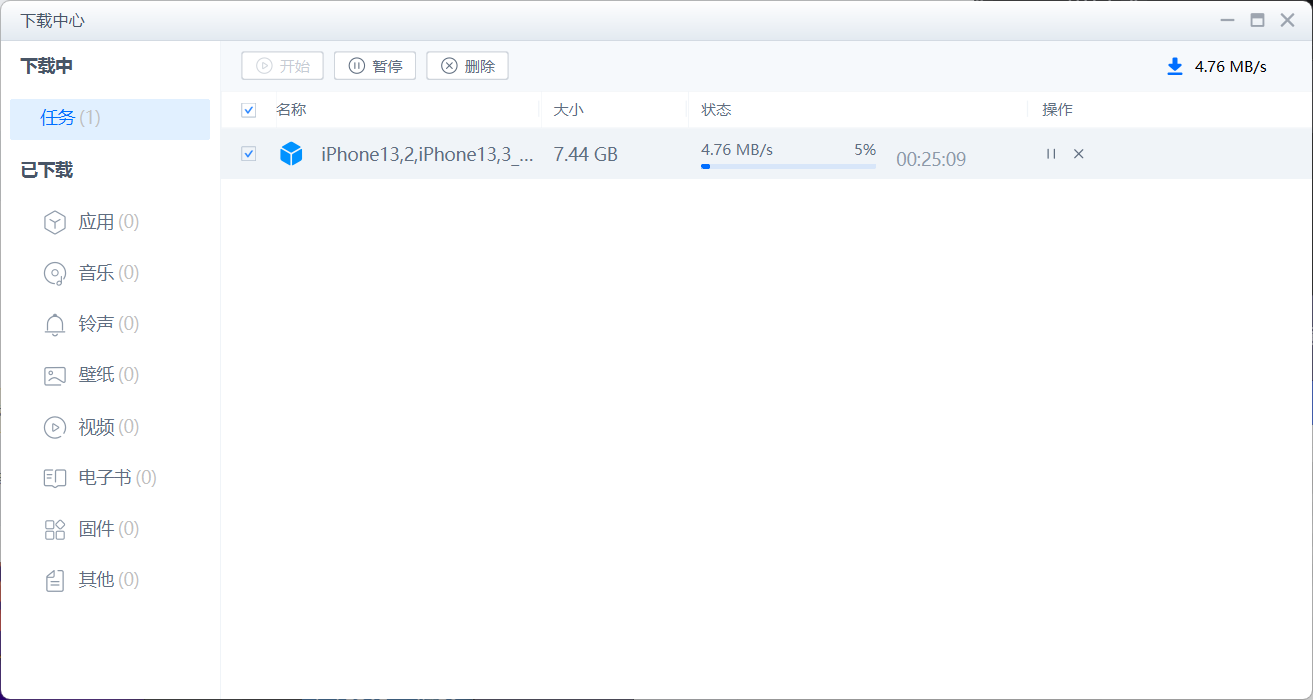 下载中心
下载中
任务 (1)
已下载
应用 (0)
音乐 (0)
铃声 (0)
壁纸 (0)
视频 (0)
电子书 (0)
固件 (0)
其他 (0)
开始 暂停 删除 4.76 MB/s
名称 大小 状态 操作
iPhone13,2,iPhone13,3_... 7.44 GB 4.76 MB/s 5% 00:25:09